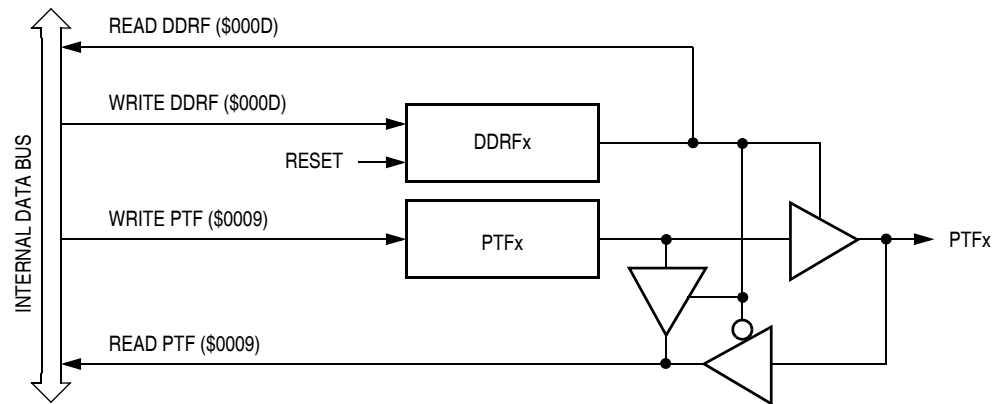 READ DDRF ($000D)
WRITE DDRF ($000D)
DDRFx
RESET
WRITE PTF ($0009)
PTFx
PTFx
READ PTF ($0009)
INTERNAL DATA BUS